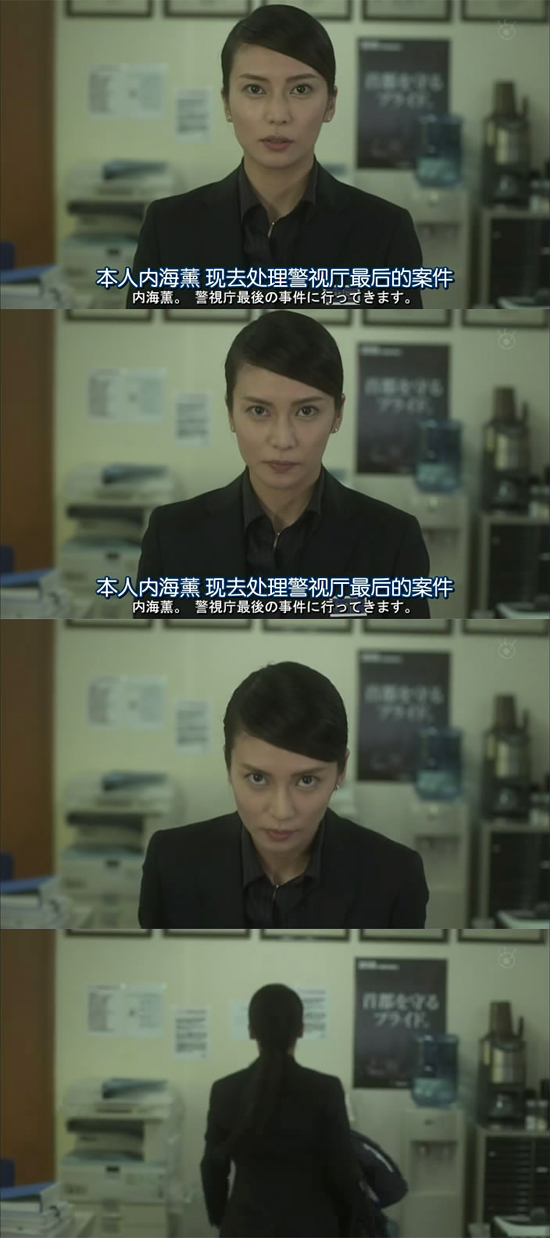 首都を守る
プライド。
本人内海薫 现去处理警视厅最后的案件
内海薫。 警視庁最後の事件に行ってきます。
首都を守る
プライド。
本人内海薫 现去处理警视厅最后的案件
内海薫。 警視庁最後の事件に行ってきます。
首都を守る
プライド。
首都を守る
プライド。